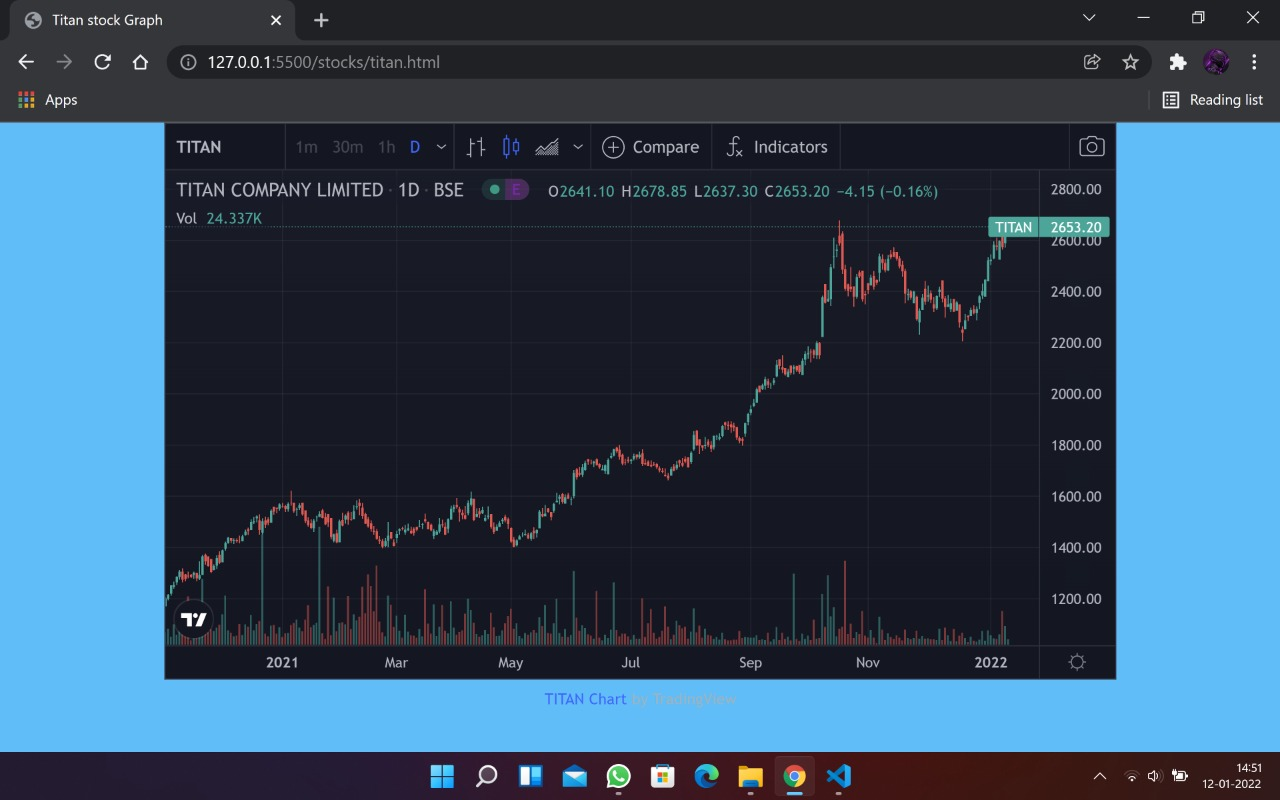 Titan stock Graph
127.0.0.1:5500/stocks/titan.html
Apps
Reading list
TITAN 1m 30m 1h D Compare Indicators
TITAN COMPANY LIMITED · 1D · BSE E O2641.10 H2678.85 L2637.30 C2653.20 −4.15 (−0.16%)
Vol 24.337K
2800.00
TITAN 2653.20
2600.00
2400.00
2200.00
2000.00
1800.00
1600.00
1400.00
1200.00
2021 Mar May Jul Sep Nov 2022
TITAN Chart by TradingView
14:51
12-01-2022